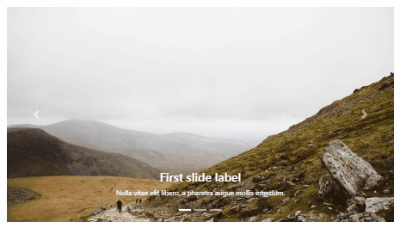 First slide label
Nulla vitae elit libero, a pharetra augue mollis interdum.